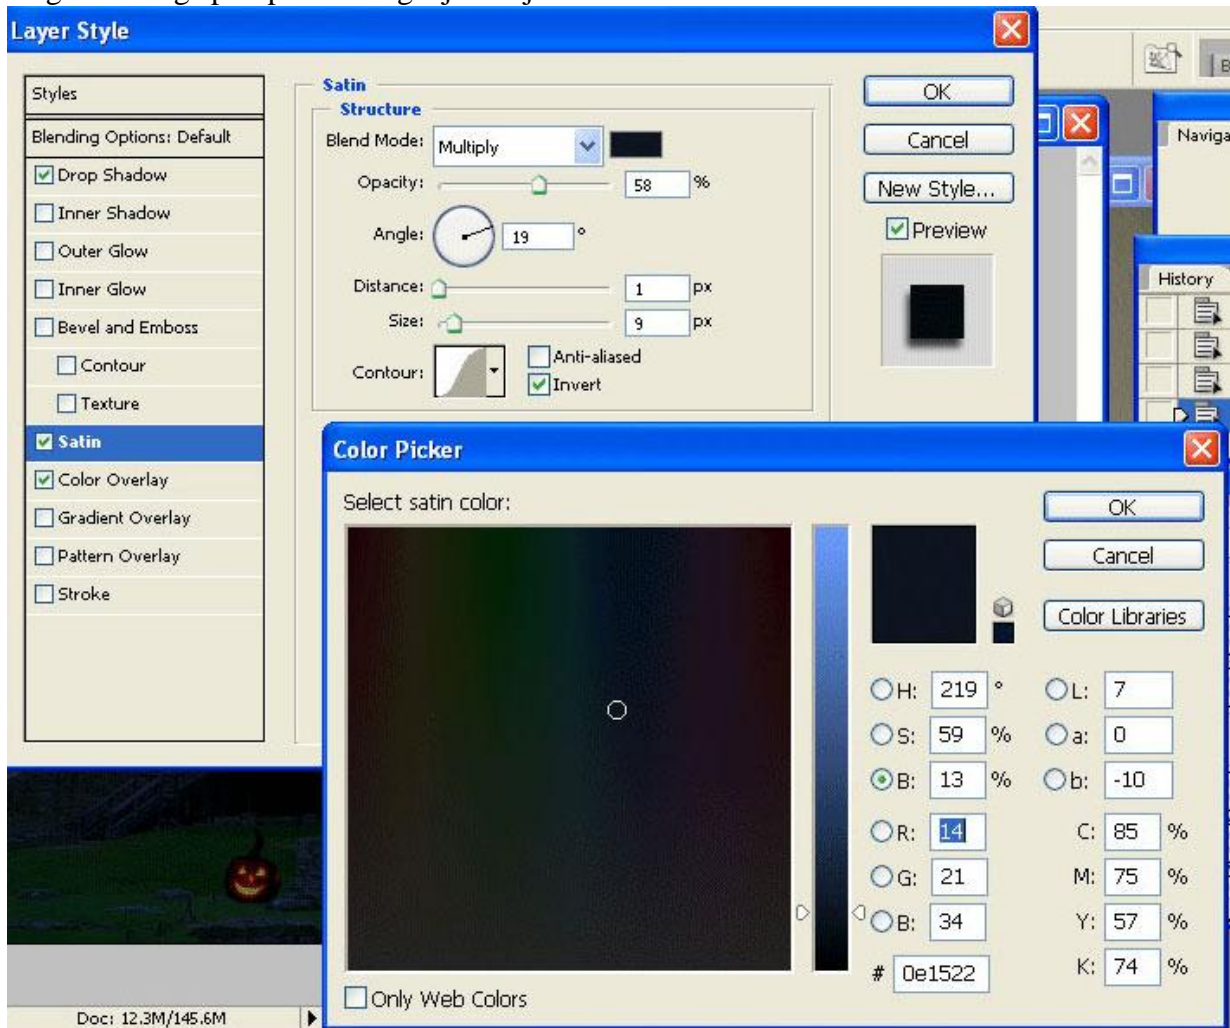 Layer Style
Styles
Blending Options: Default
Drop Shadow
Inner Shadow
Outer Glow
Inner Glow
Bevel and Emboss
Contour
Texture
Satin
Color Overlay
Gradient Overlay
Pattern Overlay
Stroke
Satin
Structure
Blend Mode: Multiply
Opacity: 58 %
Angle: 19 °
Distance: 1 px
Size: 9 px
Contour: Anti-aliased
Invert
OK
Cancel
New Style...
Preview
History
Color Picker
Select satin color:
OK
Cancel
Color Libraries
H: 219 ° L: 7
S: 59 % a: 0
B: 13 % b: -10
R: 14 C: 85 %
G: 21 M: 75 %
B: 34 Y: 57 %
# 0e1522 K: 74 %
Only Web Colors
Doc: 12.3M/145.6M